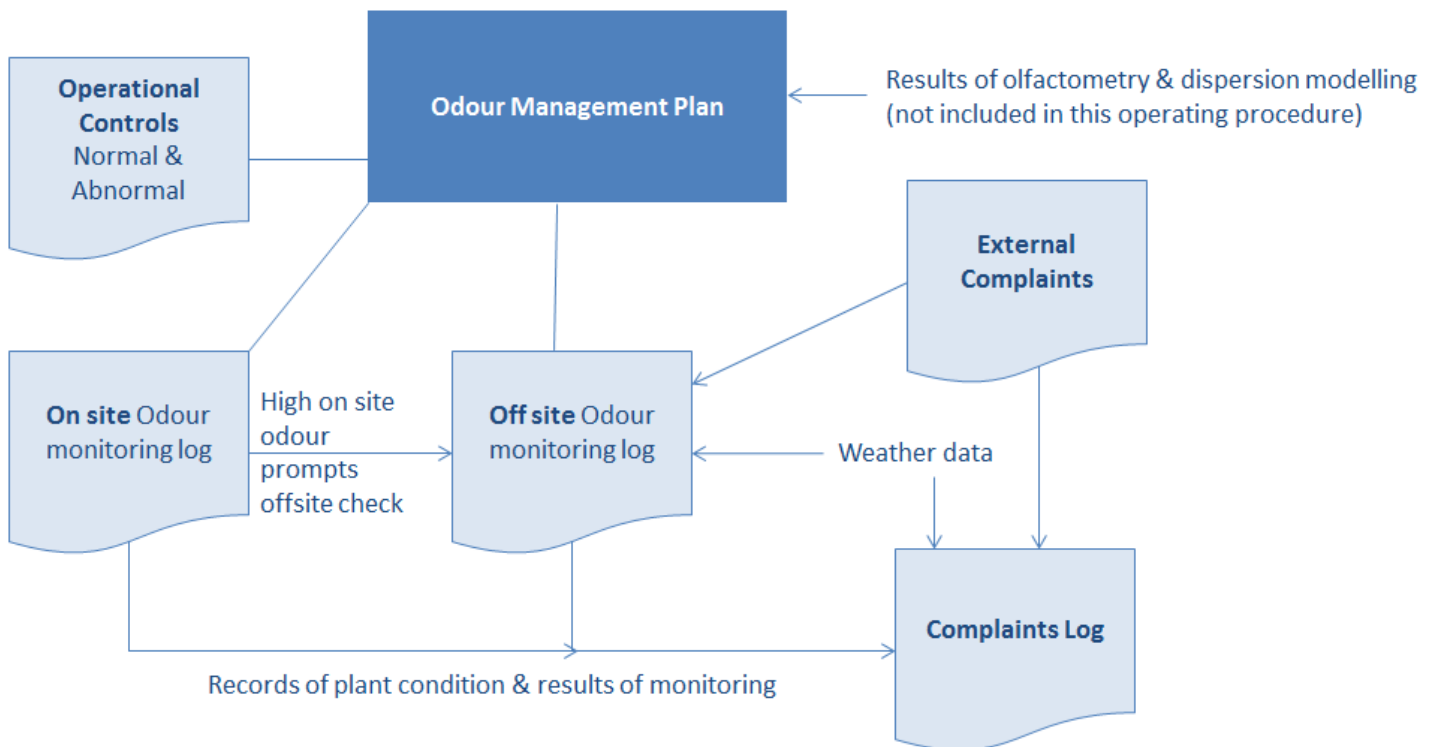 Operational
Controls
Normal &
Abnormal
Odour Management Plan
Results of olfactometry & dispersion modelling
(not included in this operating procedure)
External
Complaints
On site Odour
monitoring log
High on site
odour
prompts
offsite check
Off site Odour
monitoring log
Weather data
Complaints Log
Records of plant condition & results of monitoring